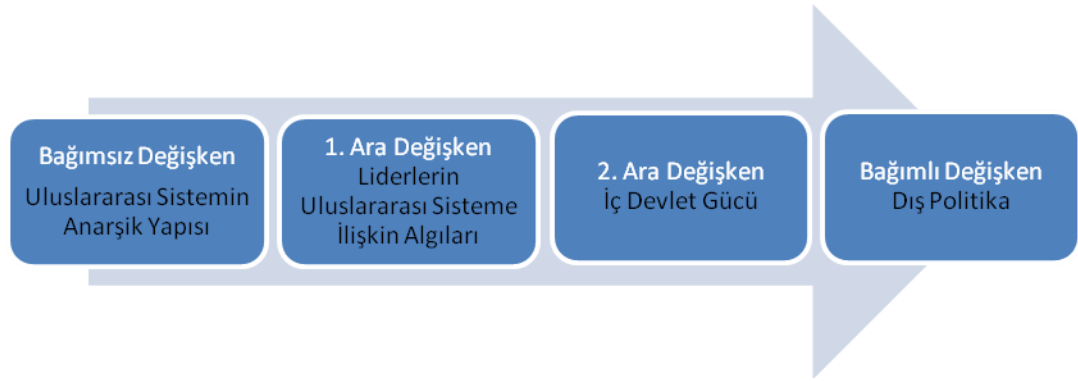 Bağımsız Değişken
Uluslararası Sistemin
Anarşik Yapısı
1. Ara Değişken
Liderlerin
Uluslararası Sisteme
İlişkin Algıları
2. Ara Değişken
İç Devlet Gücü
Bağımlı Değişken
Dış Politika